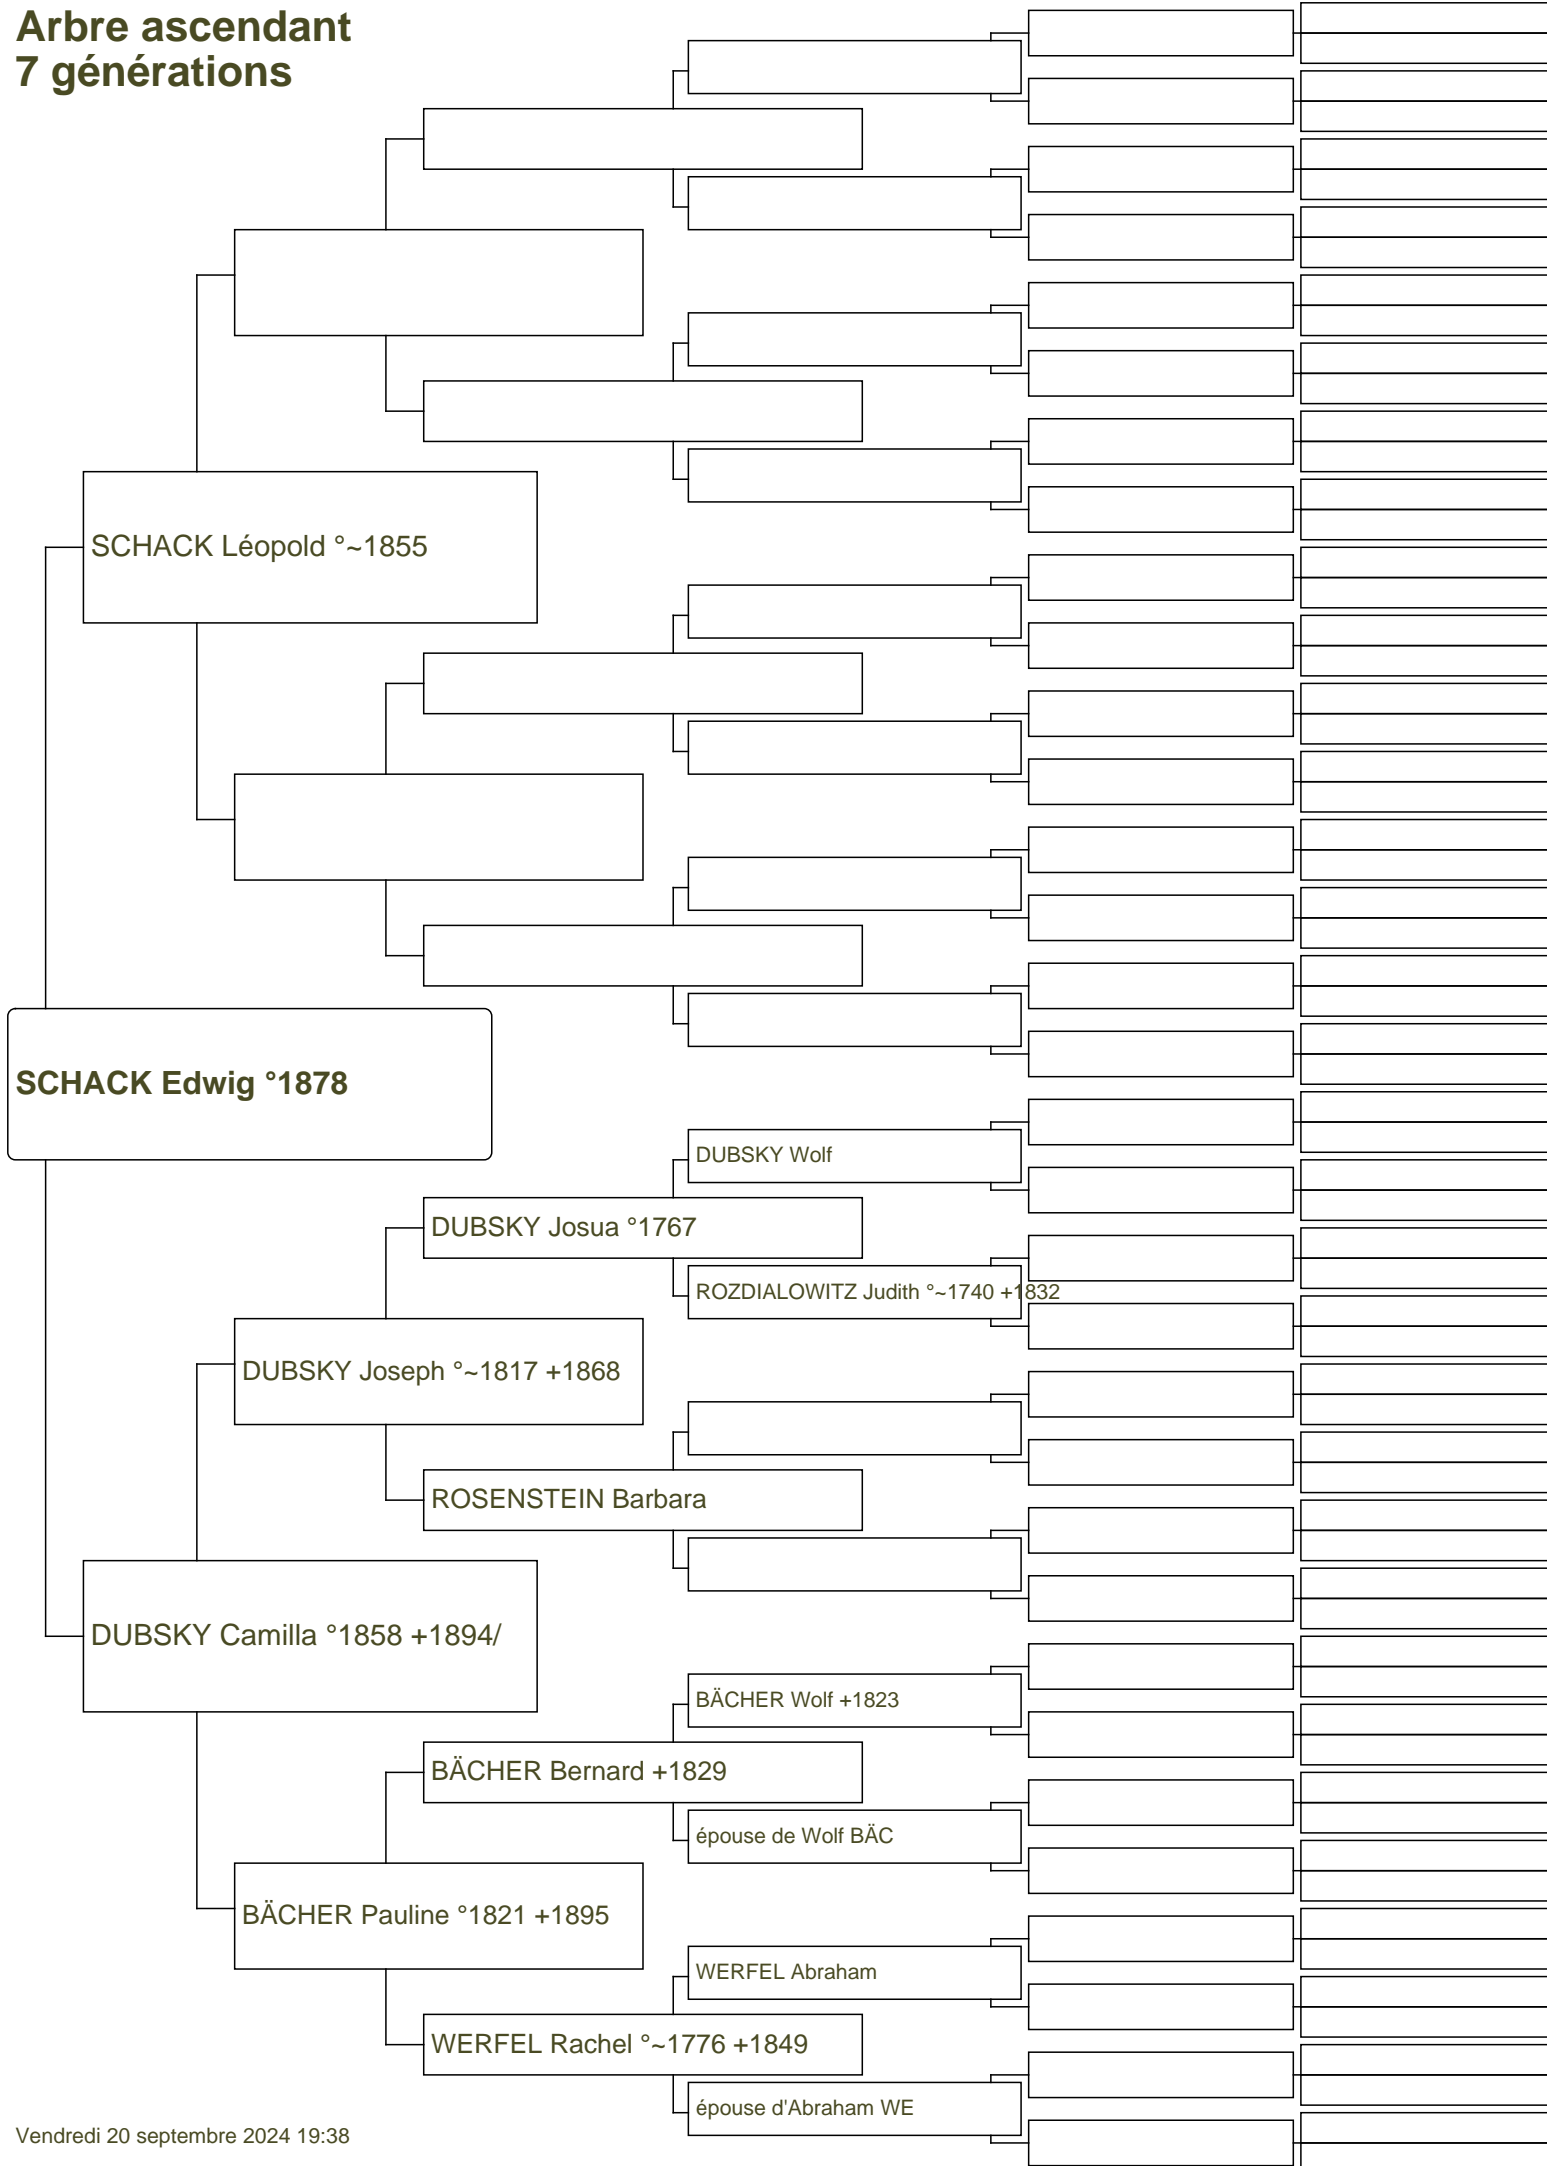 Arbre ascendant
7 générations
SCHACK Léopold °~1855
SCHACK Edwig °1878
DUBSKY Wolf
DUBSKY Josua °1767
ROZDIALOWITZ Judith °~1740 +1832
DUBSKY Joseph °~1817 +1868
ROSENSTEIN Barbara
DUBSKY Camilla °1858 +1894/
BÄCHER Wolf +1823
BÄCHER Bernard +1829
épouse de Wolf BÄC
BÄCHER Pauline °1821 +1895
WERFEL Abraham
WERFEL Rachel °~1776 +1849
épouse d'Abraham WE
Vendredi 20 septembre 2024 19:38